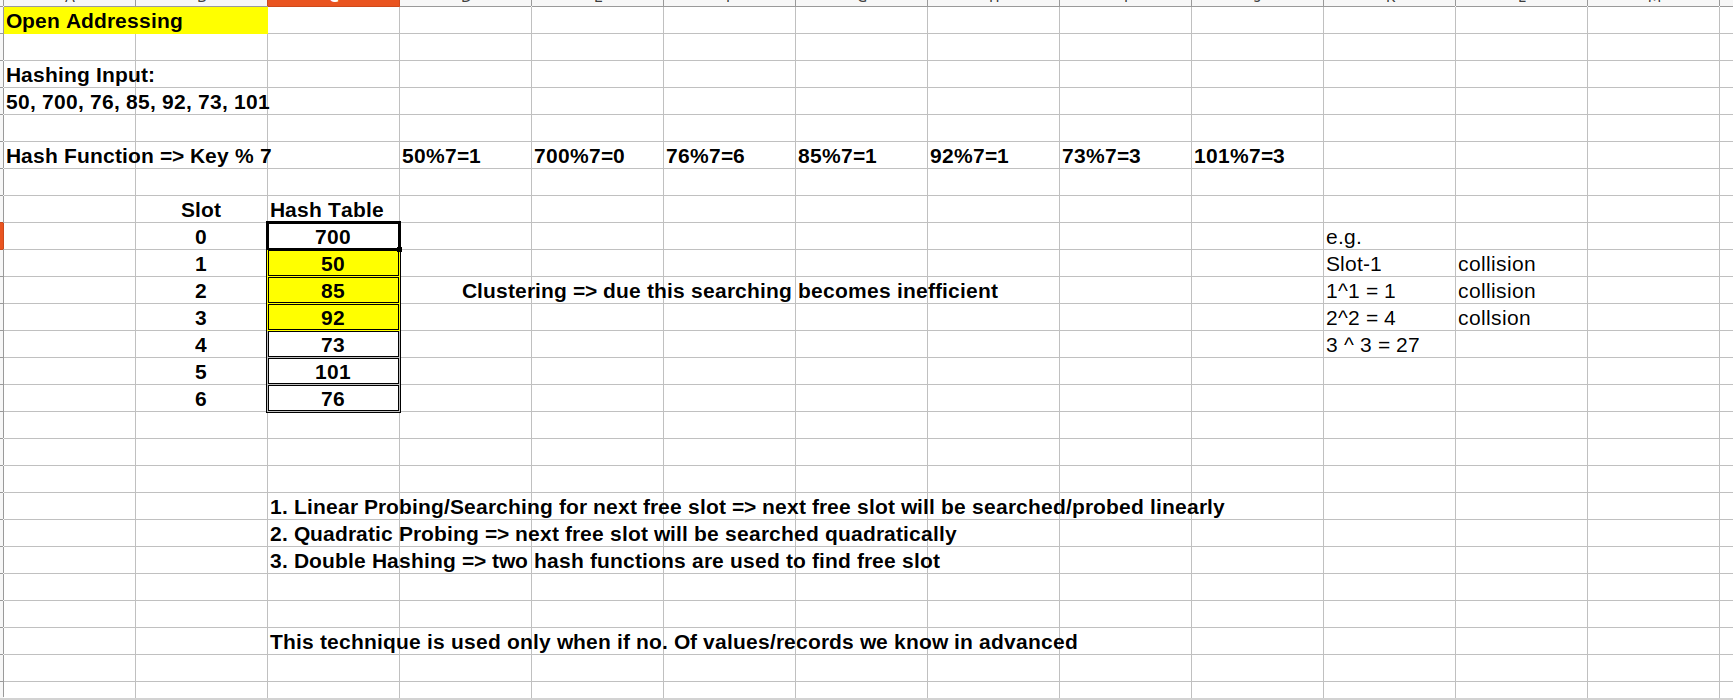 Open Addressing
Hashing Input:
50, 700, 76, 85, 92, 73, 101
Hash Function => Key % 7 50%7=1 700%7=0 76%7=6 85%7=1 92%7=1 73%7=3 101%7=3
Slot Hash Table
0 700 e.g.
1 50 Slot-1 collision
2 85 Clustering => due this searching becomes inefficient 1^1 = 1 collision
3 92 2^2 = 4 collsion
4 73 3 ^ 3 = 27
5 101
6 76
1. Linear Probing/Searching for next free slot => next free slot will be searched/probed linearly
2. Quadratic Probing => next free slot will be searched quadratically
3. Double Hashing => two hash functions are used to find free slot
This technique is used only when if no. Of values/records we know in advanced